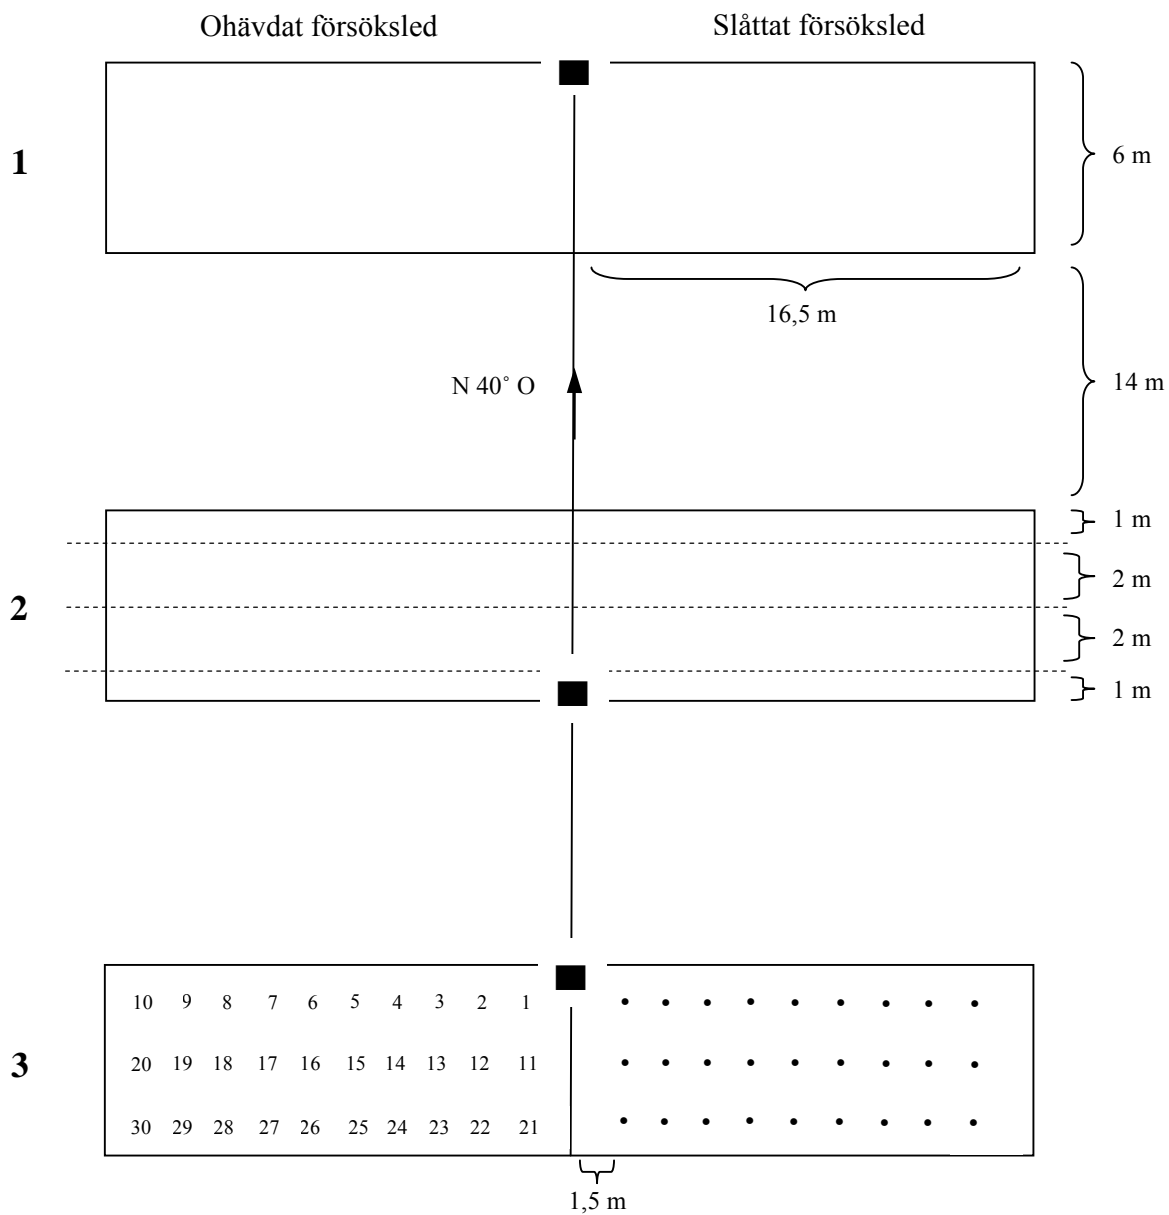 Ohävdat försöksled
Slåttat försöksled
1
6 m
16,5 m
N 40˚ O
14 m
2
1 m
2 m
2 m
1 m
3
10 9 8 7 6 5 4 3 2 1
20 19 18 17 16 15 14 13 12 11
30 29 28 27 26 25 24 23 22 21
1,5 m